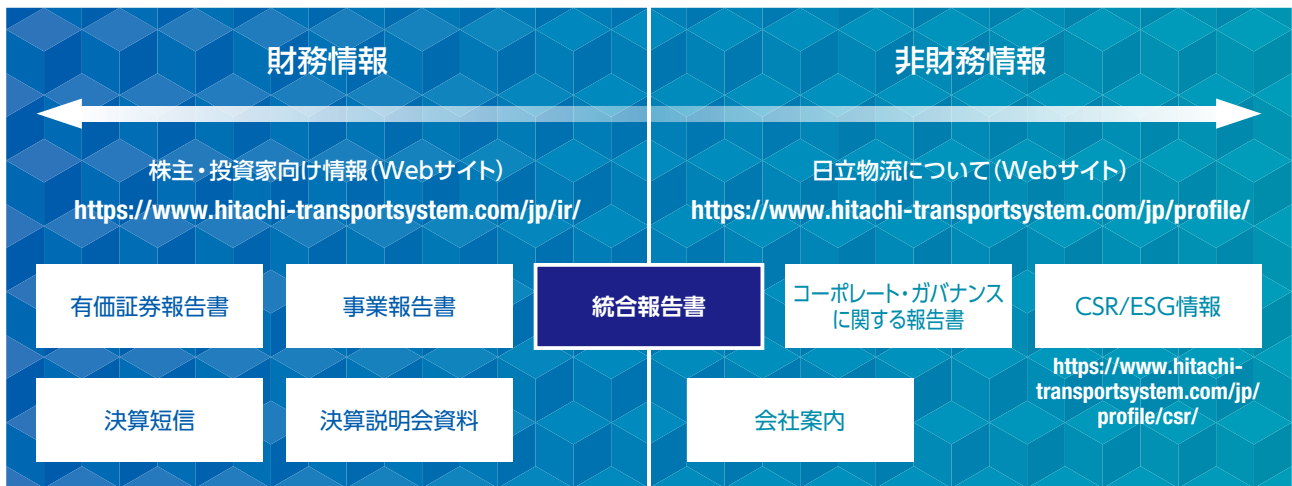 財務情報
株主・投資家向け情報(Webサイト)
https://www.hitachi-transportsystem.com/jp/ir/
有価証券報告書
事業報告書
決算短信
決算説明会資料
統合報告書
非財務情報
日立物流について(Webサイト)
https://www.hitachi-transportsystem.com/jp/profile/
コーポレート・ガバナンス
に関する報告書
CSR/ESG情報
https://www.hitachi-
transportsystem.com/jp/
profile/csr/
会社案内